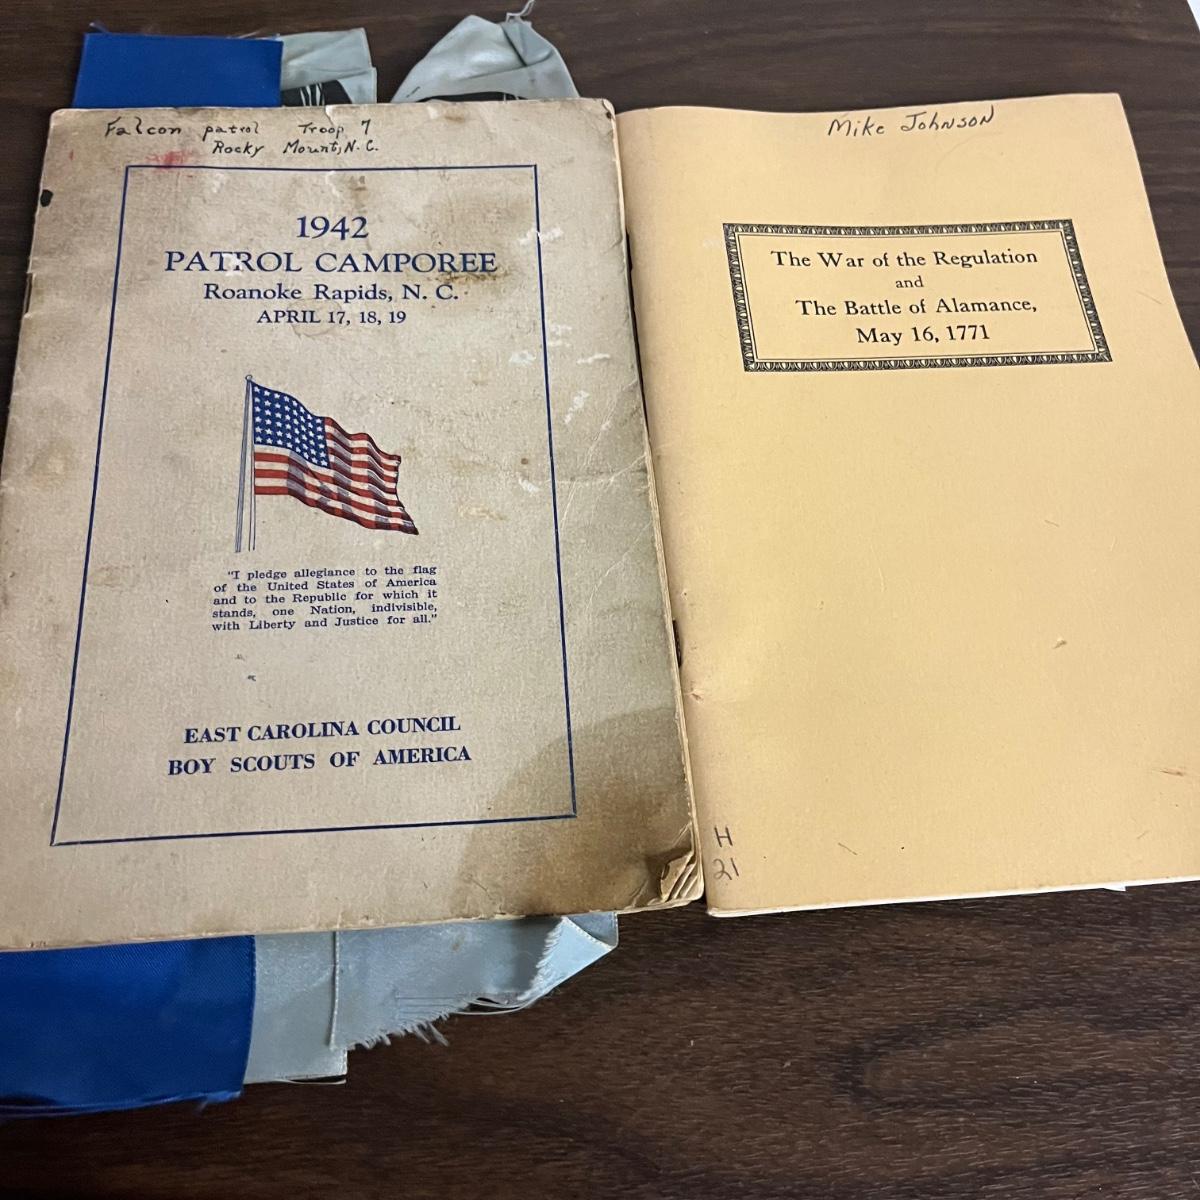 Falcon patrol Troop 7
Rocky Mount, N.C.
1942
PATROL CAMPOREE
Roanoke Rapids, N. C.
APRIL 17, 18, 19
"I pledge allegiance to the flag
of the United States of America
and to the Republic for which it
stands, one Nation, indivisible,
with Liberty and Justice for all."
EAST CAROLINA COUNCIL
BOY SCOUTS OF AMERICA
Mike Johnson
The War of the Regulation
and
The Battle of Alamance,
May 16, 1771
H
21